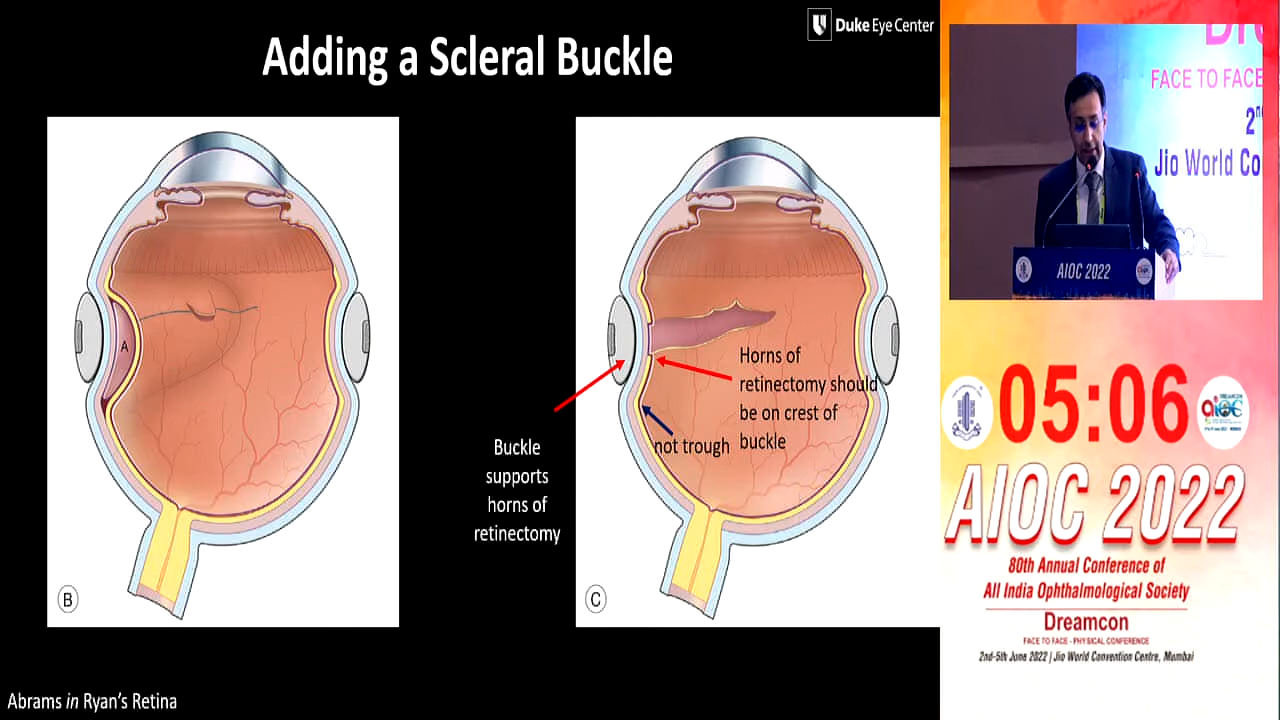 Duke Eye Center
Adding a Scleral Buckle
A
B
Buckle
supports
horns of
retinectomy
Horns of
retinectomy should
be on crest of
buckle
not trough
C
Abrams in Ryan's Retina
FACE TO FACE
2nd
Jio World Co
AIOC 2022
05:06
AIOC 2022
80th Annual Conference of
All India Ophthalmological Society
Dreamcon
FACE TO FACE - PHYSICAL CONFERENCE
2nd-5th June 2022 | Jio World Convention Centre, Mumbai